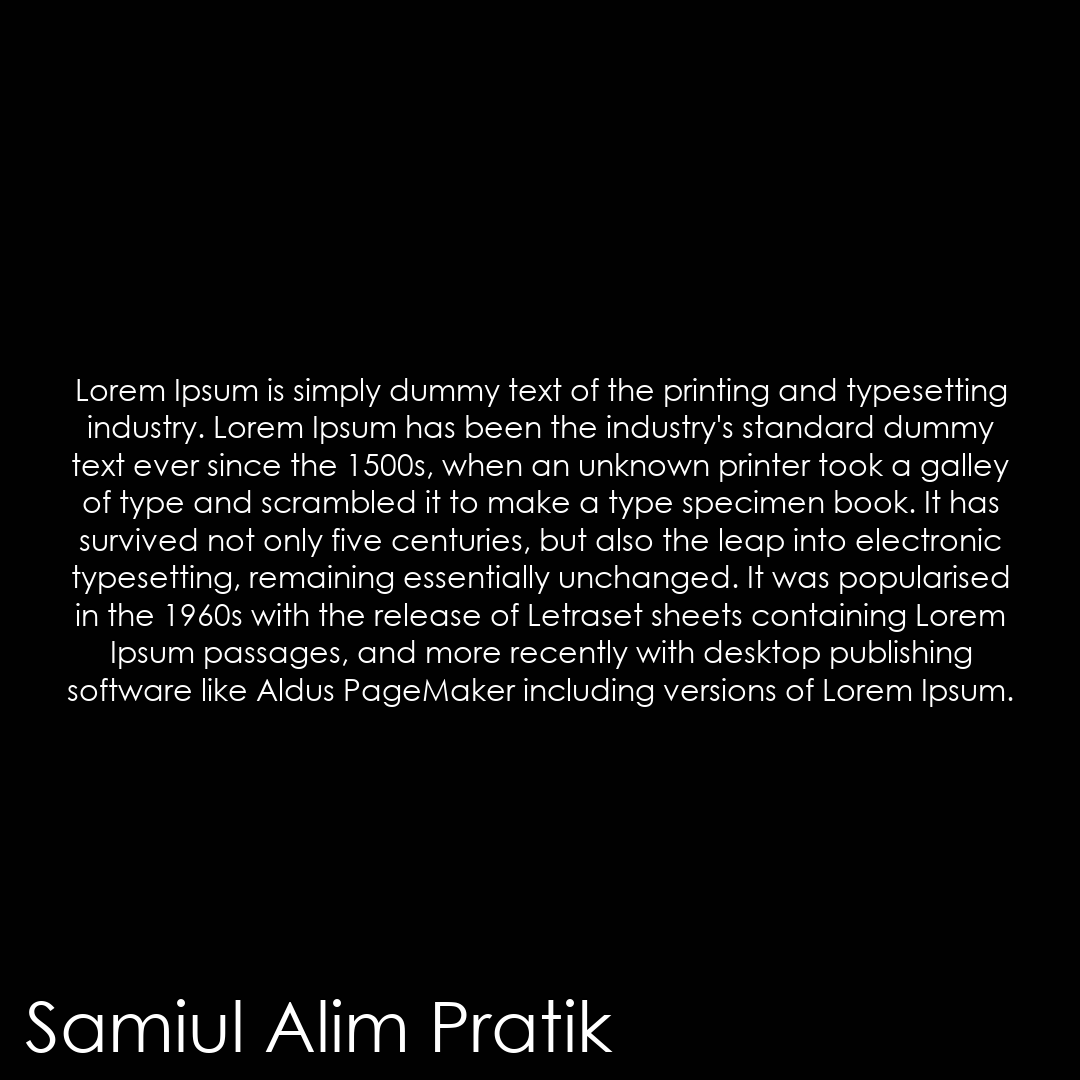 Lorem Ipsum is simply dummy text of the printing and typesetting
industry. Lorem Ipsum has been the industry's standard dummy
text ever since the 1500s, when an unknown printer took a galley
of type and scrambled it to make a type specimen book. It has
survived not only five centuries, but also the leap into electronic
typesetting, remaining essentially unchanged. It was popularised
in the 1960s with the release of Letraset sheets containing Lorem
Ipsum passages, and more recently with desktop publishing
software like Aldus PageMaker including versions of Lorem Ipsum.
Samiul Alim Pratik